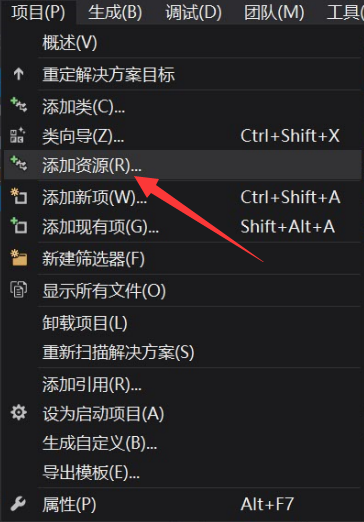 项目(P) 生成(B) 调试(D) 团队(M) 工具(
概述(V)
重定解决方案目标
添加类(C)...
类向导(Z)... Ctrl+Shift+X
添加资源(R)...
添加新项(W)... Ctrl+Shift+A
添加现有项(G)... Shift+Alt+A
新建筛选器(F)
显示所有文件(O)
卸载项目(L)
重新扫描解决方案(S)
添加引用(R)...
设为启动项目(A)
生成自定义(B)...
导出模板(E)...
属性(P) Alt+F7